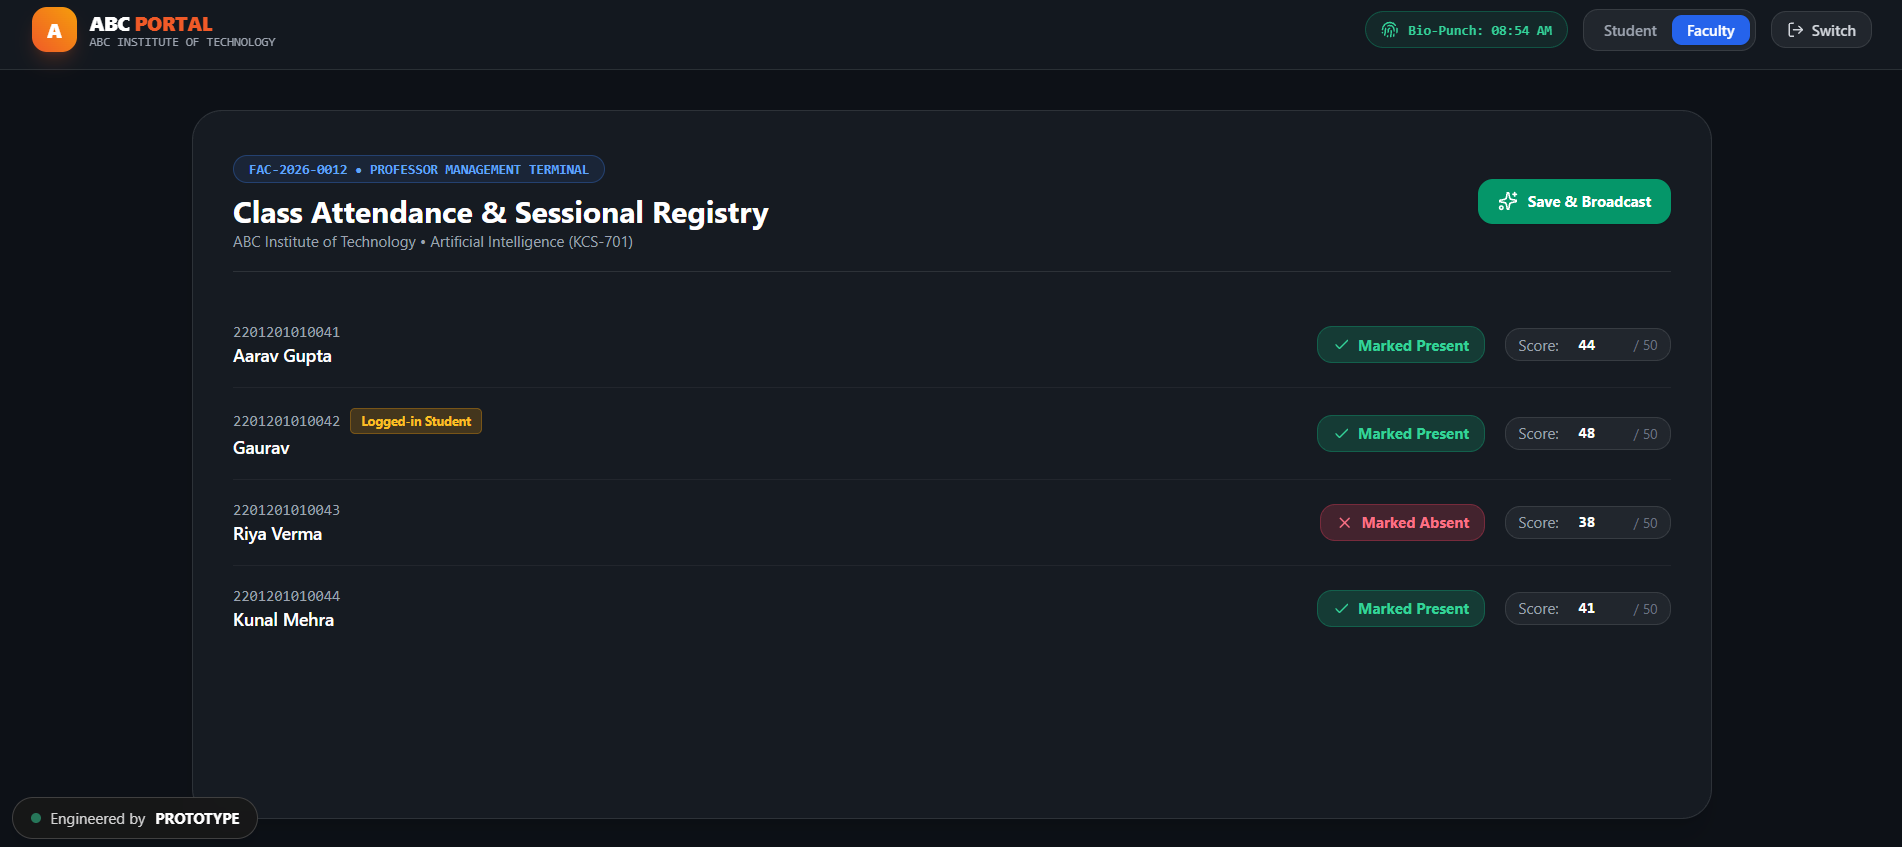 A
ABC PORTAL
ABC INSTITUTE OF TECHNOLOGY
Bio-Punch: 08:54 AM
Student
Faculty
Switch
FAC-2026-0012 • PROFESSOR MANAGEMENT TERMINAL
Class Attendance & Sessional Registry
ABC Institute of Technology • Artificial Intelligence (KCS-701)
Save & Broadcast
2201201010041
Aarav Gupta
Marked Present
Score: 44 / 50
2201201010042 Logged-in Student
Gaurav
Marked Present
Score: 48 / 50
2201201010043
Riya Verma
Marked Absent
Score: 38 / 50
2201201010044
Kunal Mehra
Marked Present
Score: 41 / 50
Engineered by PROTOTYPE